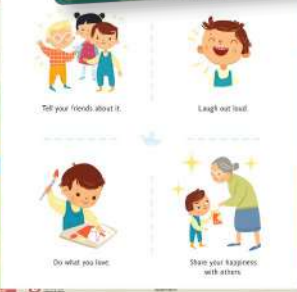 Tell your friends about it.
Laugh out loud.
Do what you love.
Share your happiness
with others.